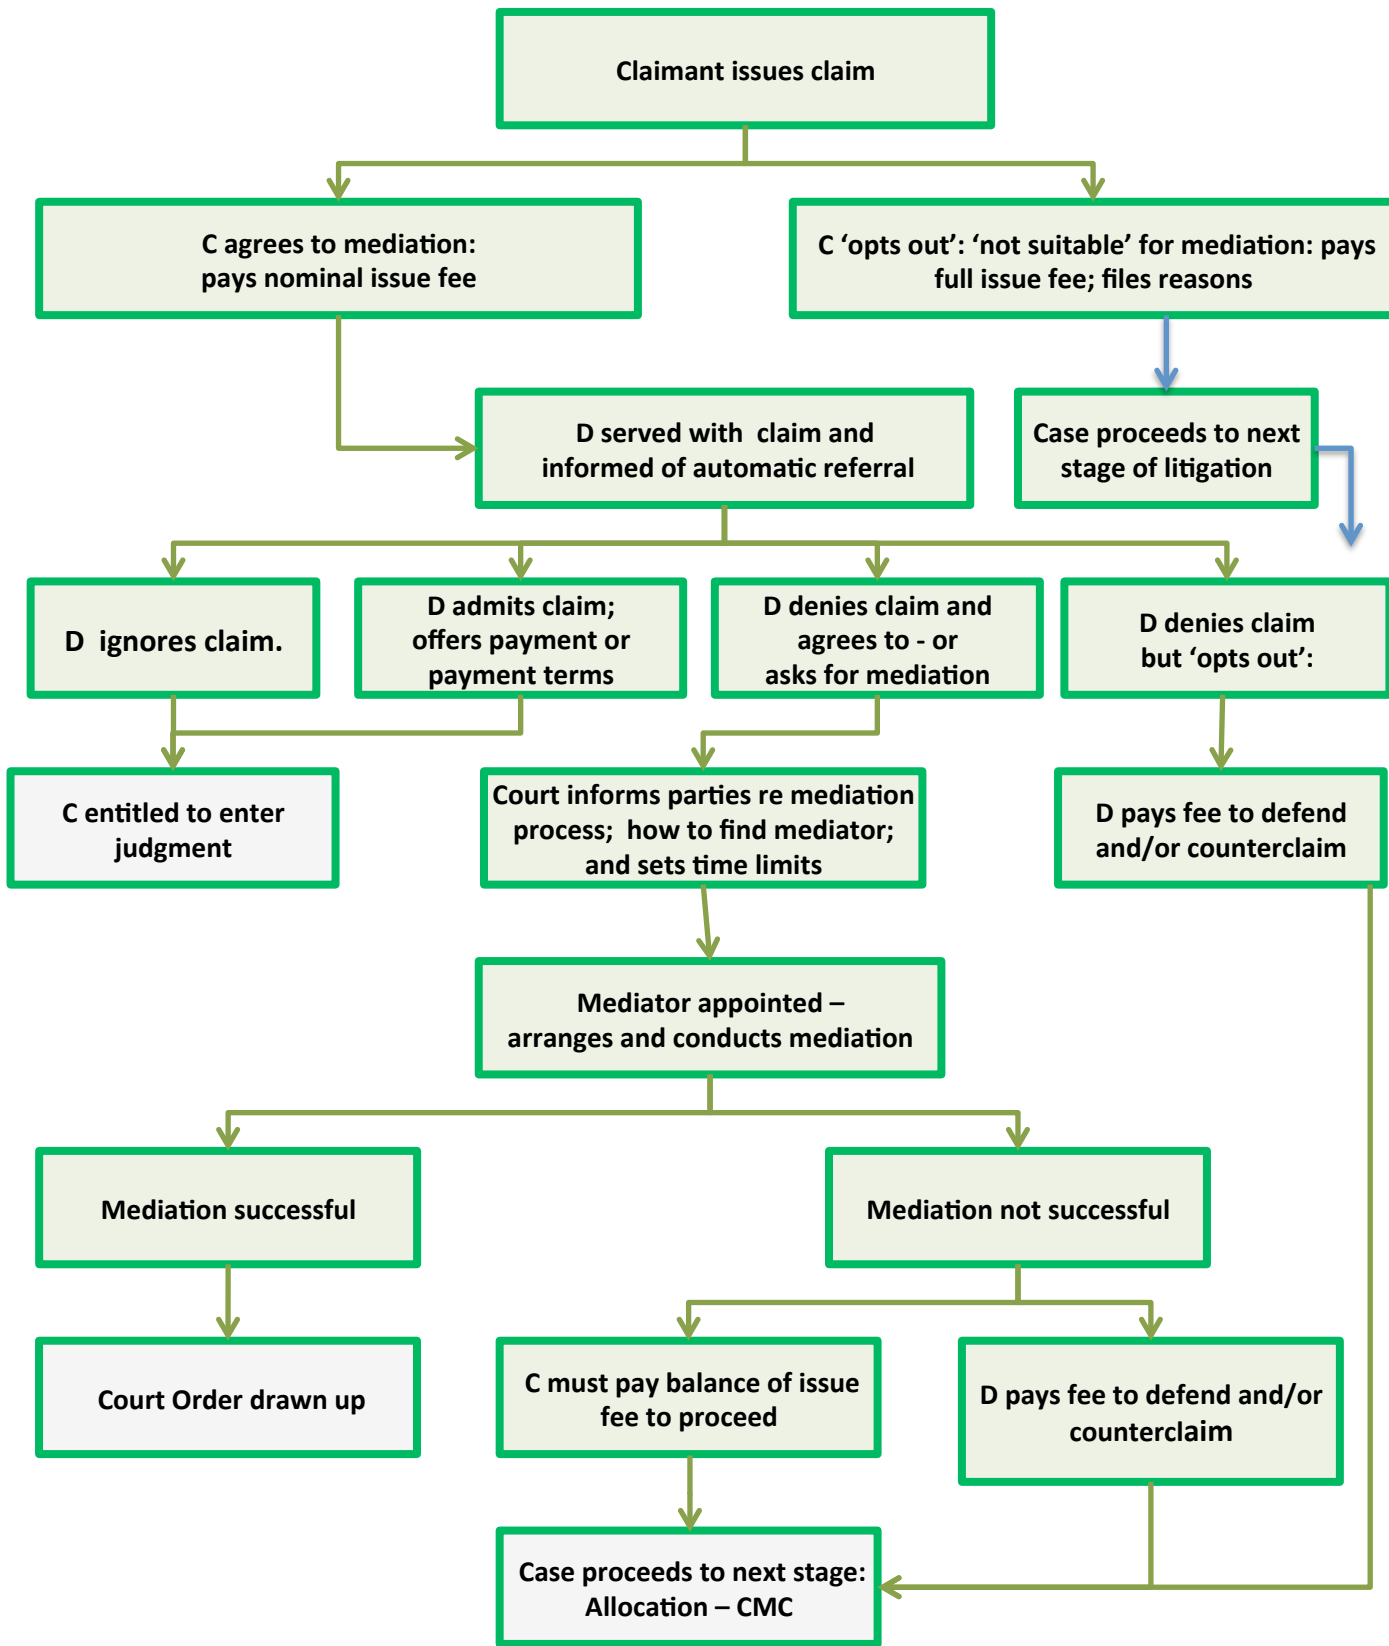 Claimant issues claim
C agrees to mediation:
pays nominal issue fee
C ‘opts out’: ‘not suitable’ for mediation: pays
full issue fee; files reasons
D served with  claim and
informed of automatic referral
Case proceeds to next
stage of litigation
D  ignores claim.
D admits claim;
offers payment or
payment terms
D denies claim and
agrees to - or
asks for mediation
D denies claim
but ‘opts out’:
C entitled to enter
judgment
Court informs parties re mediation
process;  how to find mediator;
and sets time limits
D pays fee to defend
and/or counterclaim
Mediator appointed –
arranges and conducts mediation
Mediation successful
Mediation not successful
Court Order drawn up
C must pay balance of issue
fee to proceed
D pays fee to defend and/or
counterclaim
Case proceeds to next stage:
Allocation – CMC